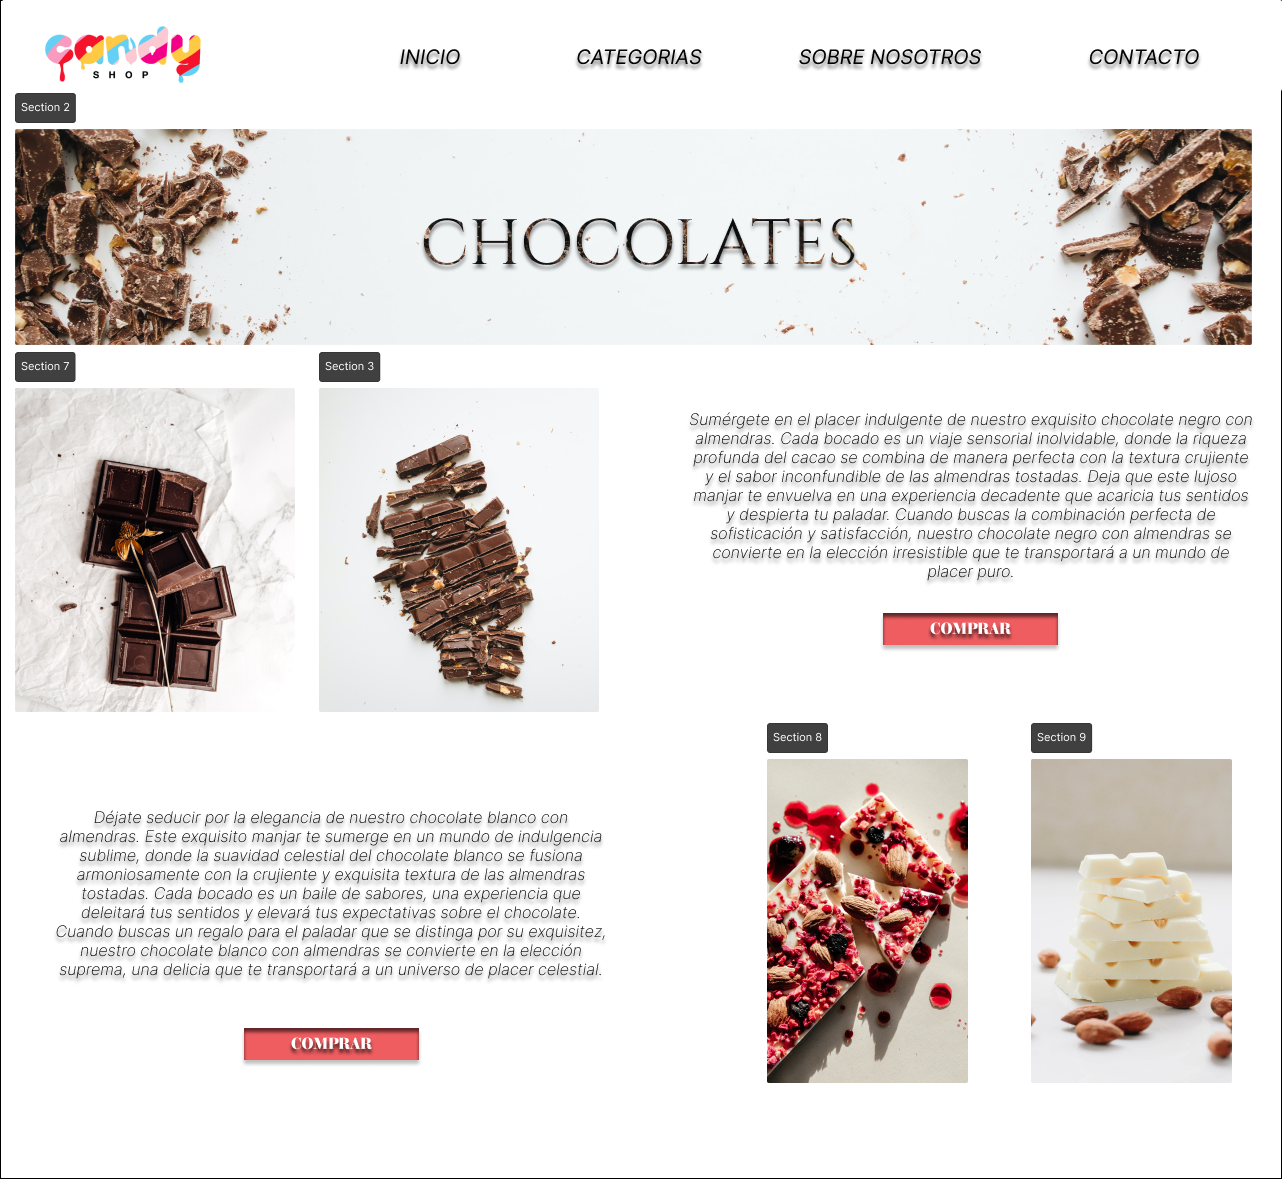 candy
SHOP
INICIO CATEGORIAS SOBRE NOSOTROS CONTACTO
Section 2
CHOCOLATES
Section 7
Section 3
Sumérgete en el placer indulgente de nuestro exquisito chocolate negro con
almendras. Cada bocado es un viaje sensorial inolvidable, donde la riqueza
profunda del cacao se combina de manera perfecta con la textura crujiente
y el sabor inconfundible de las almendras tostadas. Deja que este lujoso
manjar te envuelva en una experiencia decadente que acaricia tus sentidos
y despierta tu paladar. Cuando buscas la combinación perfecta de
sofisticación y satisfacción, nuestro chocolate negro con almendras se
convierte en la elección irresistible que te transportará a un mundo de
placer puro.
COMPRAR
Section 8
Section 9
Déjate seducir por la elegancia de nuestro chocolate blanco con
almendras. Este exquisito manjar te sumerge en un mundo de indulgencia
sublime, donde la suavidad celestial del chocolate blanco se fusiona
armoniosamente con la crujiente y exquisita textura de las almendras
tostadas. Cada bocado es un baile de sabores, una experiencia que
deleitará tus sentidos y elevará tus expectativas sobre el chocolate.
Cuando buscas un regalo para el paladar que se distinga por su exquisitez,
nuestro chocolate blanco con almendras se convierte en la elección
suprema, una delicia que te transportará a un universo de placer celestial.
COMPRAR